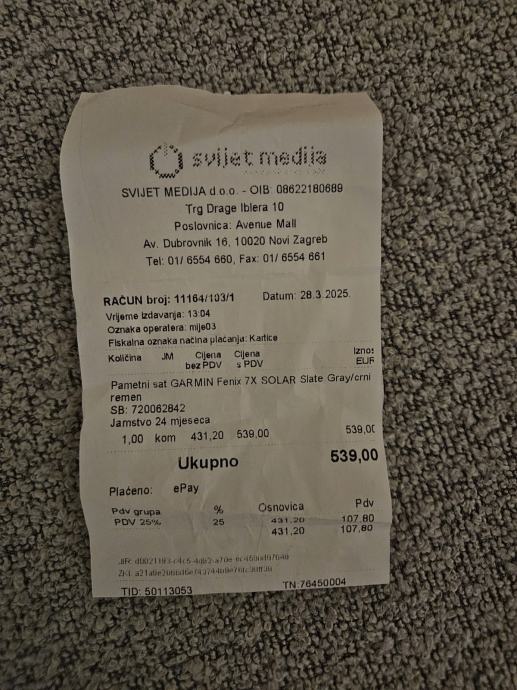 svijet medija
SVIJET MEDIJA d.o.o. - OIB: 08622180689
Trg Drage Iblera 10
Poslovnica: Avenue Mall
Av. Dubrovnik 16, 10020 Novi Zagreb
Tel: 01/ 6554 660, Fax: 01/ 6554 661
RAČUN broj: 11164/103/1 Datum: 28.3.2025.
Vrijeme izdavanja: 13:04
Oznaka operatera: mije03
Fiskalna oznaka načina plaćanja: Kartice
Količina JM Cijena Cijena Iznos
bez PDV s PDV EUR
Pametni sat GARMIN Fenix 7X SOLAR Slate Gray/crni
remen
SB: 720062842
Jamstvo 24 mjeseca
1,00 kom 431,20 539,00 539,00
Ukupno 539,00
Plaćeno: ePay
Pdv grupa % Osnovica Pdv
PDV 25% 25 431,20 107,80
431,20 107,80
JIR:
ZKI:
TID: 50113053 TN:76450004